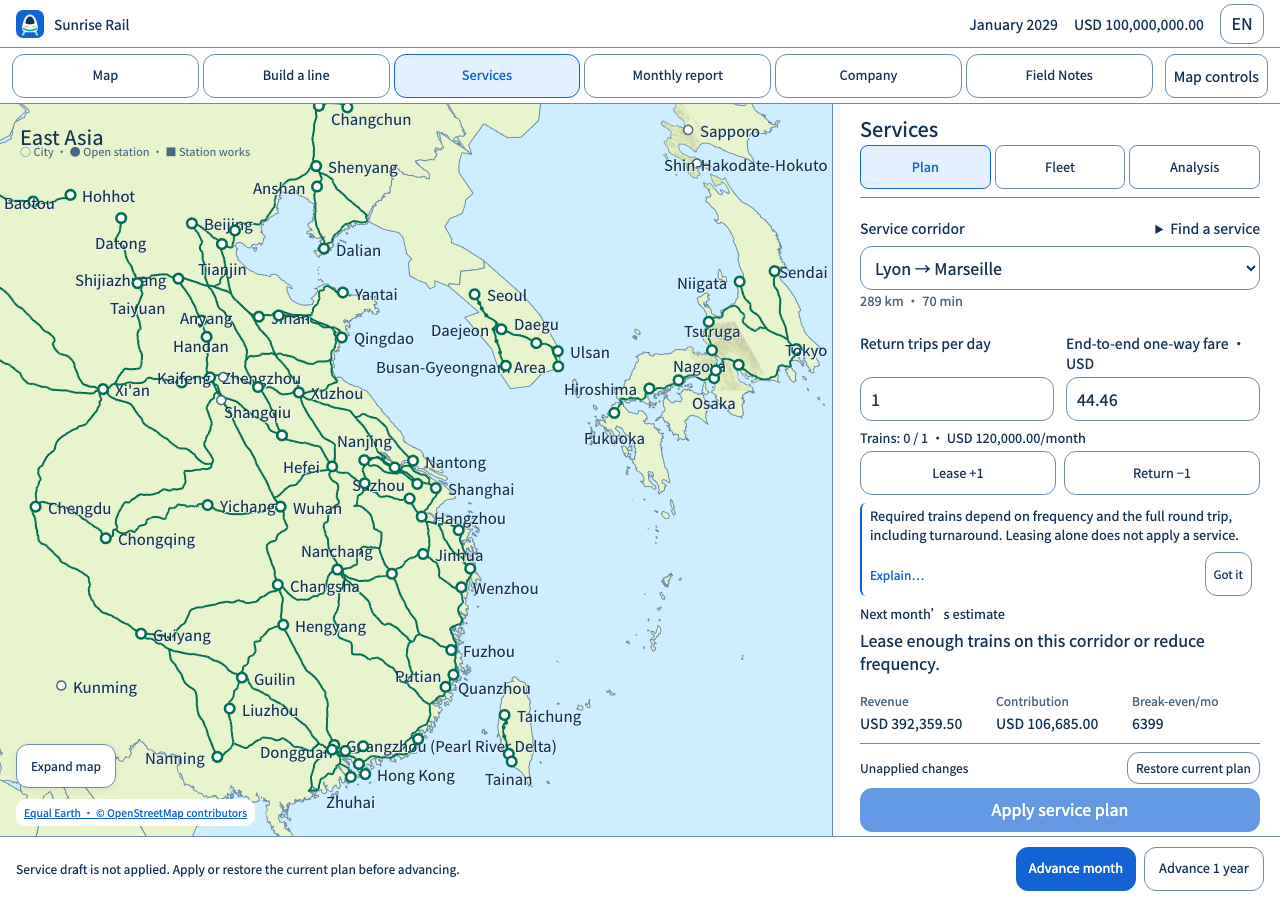 Sunrise Rail
January 2029
USD 100,000,000.00
EN
Map
Build a line
Services
Monthly report
Company
Field Notes
Map controls
East Asia
City • Open station • Station works
Changchun
Shenyang
Anshan
Hohhot
Baotou
Datong
Beijing
Dalian
Tianjin
Shijiazhuang
Taiyuan
Yantai
Anyang
Jinan
Qingdao
Handan
Kaifeng
Zhengzhou
Xi'an
Xuzhou
Shangqiu
Nanjing
Hefei
Nantong
Suzhou
Shanghai
Chengdu
Yichang
Wuhan
Hangzhou
Chongqing
Nanchang
Jinhua
Changsha
Wenzhou
Hengyang
Guiyang
Fuzhou
Putian
Kunming
Guilin
Quanzhou
Liuzhou
Taichung
Dongguan
Guangzhou (Pearl River Delta)
Nanning
Hong Kong
Tainan
Zhuhai
Sapporo
Shin-Hakodate-Hokuto
Sendai
Niigata
Seoul
Daejeon
Daegu
Tsuruga
Ulsan
Tokyo
Busan-Gyeongnam Area
Nagoya
Hiroshima
Osaka
Fukuoka
Expand map
Equal Earth • © OpenStreetMap contributors
Services
Plan
Fleet
Analysis
Service corridor
▶ Find a service
Lyon → Marseille
289 km • 70 min
Return trips per day
End-to-end one-way fare •
USD
1
44.46
Trains: 0 / 1 • USD 120,000.00/month
Lease +1
Return −1
Required trains depend on frequency and the full round trip,
including turnaround. Leasing alone does not apply a service.
Explain…
Got it
Next month’s estimate
Lease enough trains on this corridor or reduce
frequency.
Revenue
Contribution
Break-even/mo
USD 392,359.50
USD 106,685.00
6399
Unapplied changes
Restore current plan
Apply service plan
Service draft is not applied. Apply or restore the current plan before advancing.
Advance month
Advance 1 year